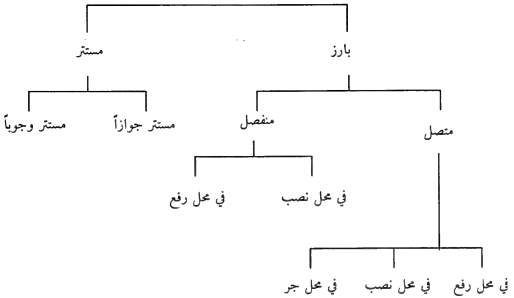 بارز
مستتر
متصل
منفصل
مستتر جوازاً
مستتر وجوباً
في محل نصب
في محل رفع
في محل رفع
في محل نصب
في محل جر